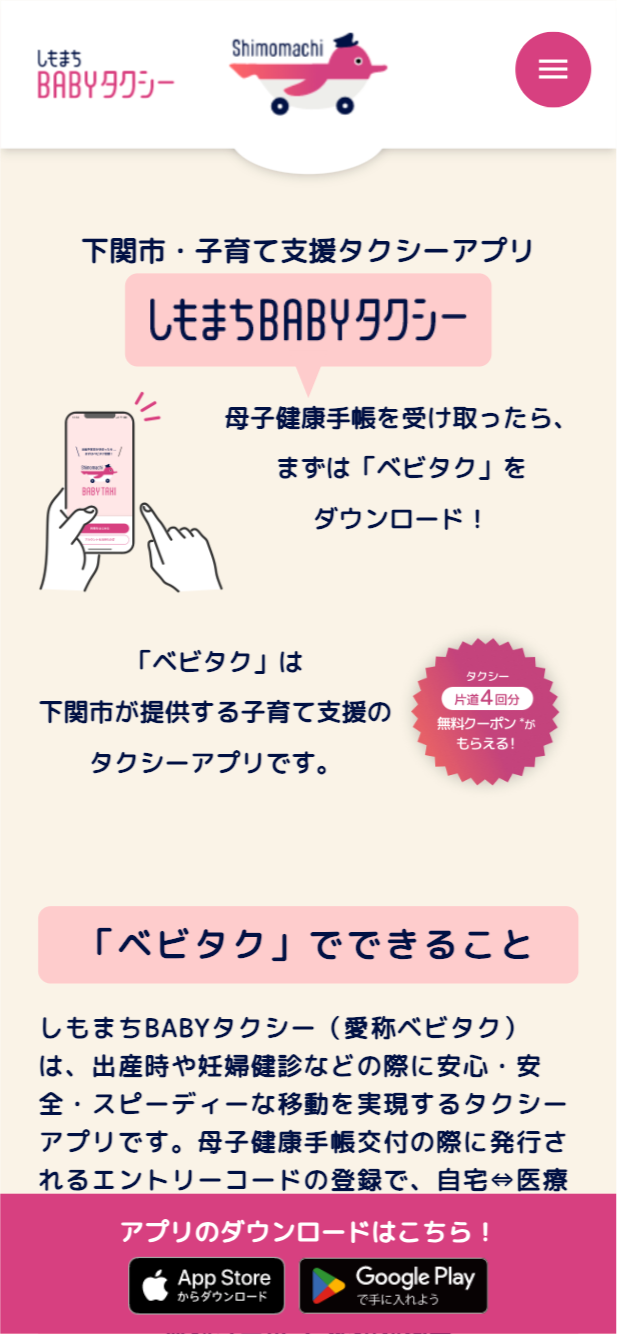 しもまち
BABYタクシー
Shimomachi
下関市・子育て支援タクシーアプリ
しもまちBABYタクシー
母子健康手帳を受け取ったら、
まずは「ベビタク」を
ダウンロード！
Shimomachi
BABY TAXI
「ベビタク」は
下関市が提供する子育て支援の
タクシーアプリです。
タクシー
片道4回分
無料クーポン*が
もらえる!
「ベビタク」でできること
しもまちBABYタクシー（愛称ベビタク）
は、出産時や妊婦健診などの際に安心・安
全・スピーディーな移動を実現するタクシー
アプリです。母子健康手帳交付の際に発行さ
れるエントリーコードの登録で、自宅⇔医療
アプリのダウンロードはこちら！
App Store
からダウンロード
Google Play
で手に入れよう